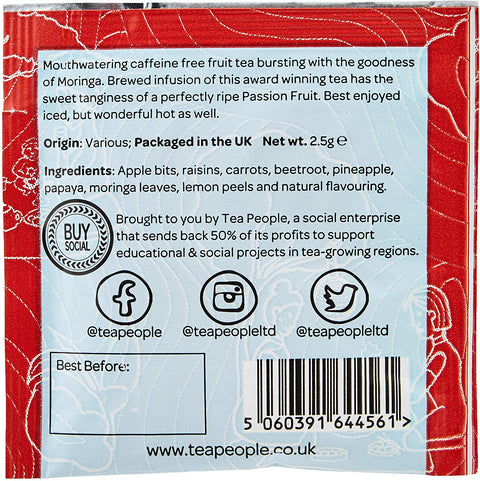 Mouthwatering caffeine free fruit tea bursting with the goodness
of Moringa. Brewed infusion of this award winning tea has the
sweet tanginess of a perfectly ripe Passion Fruit. Best enjoyed
iced, but wonderful hot as well.
Origin: Various; Packaged in the UK Net wt. 2.5g ℮
Ingredients: Apple bits, raisins, carrots, beetroot, pineapple,
papaya, moringa leaves, lemon peels and natural flavouring.
BUY
SOCIAL
Brought to you by Tea People, a social enterprise
that sends back 50% of its profits to support
educational & social projects in tea-growing regions.
@teapeople @teapeopleltd @teapeopleltd
Best Before:
5 060391 644561 >
www.teapeople.co.uk